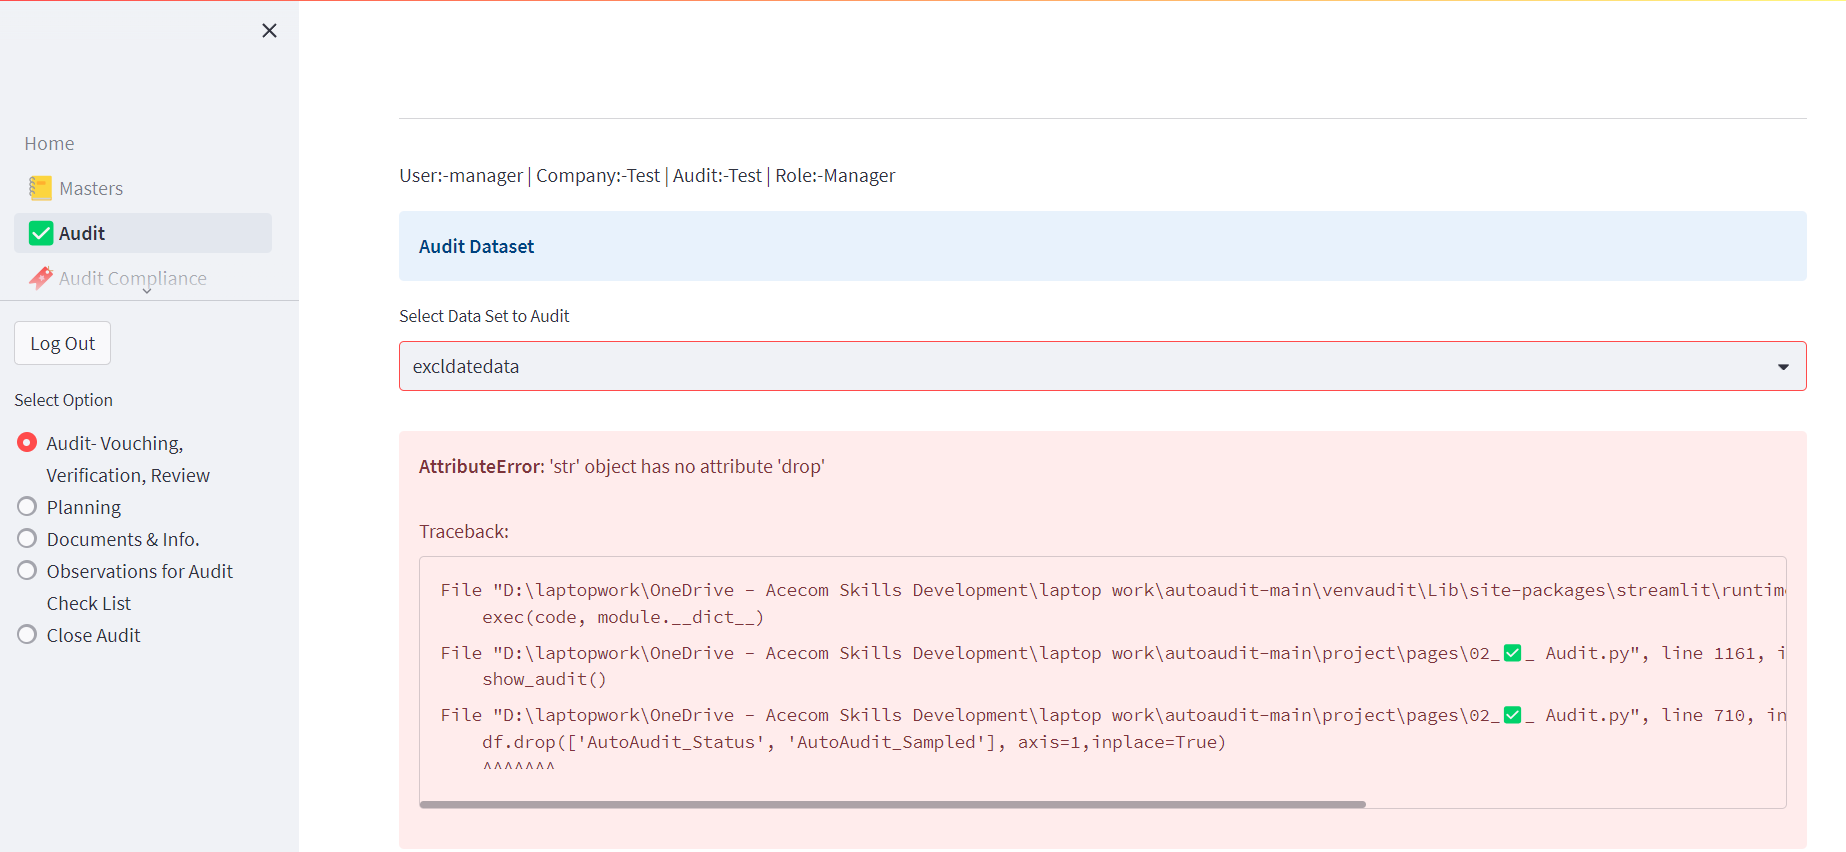 Home
Masters
Audit
Audit Compliance
Log Out
Select Option
Audit- Vouching,
Verification, Review
Planning
Documents & Info.
Observations for Audit
Check List
Close Audit
User:-manager | Company:-Test | Audit:-Test | Role:-Manager
Audit Dataset
Select Data Set to Audit
excldatedata
AttributeError: 'str' object has no attribute 'drop'
Traceback:
File "D:\laptopwork\OneDrive - Acecom Skills Development\laptop work\autoaudit-main\venvaudit\Lib\site-packages\streamlit\runtim
exec(code, module.__dict__)
File "D:\laptopwork\OneDrive - Acecom Skills Development\laptop work\autoaudit-main\project\pages\02_✅_ Audit.py", line 1161, i
show_audit()
File "D:\laptopwork\OneDrive - Acecom Skills Development\laptop work\autoaudit-main\project\pages\02_✅_ Audit.py", line 710, in
df.drop(['AutoAudit_Status', 'AutoAudit_Sampled'], axis=1,inplace=True)
^^^^^^^